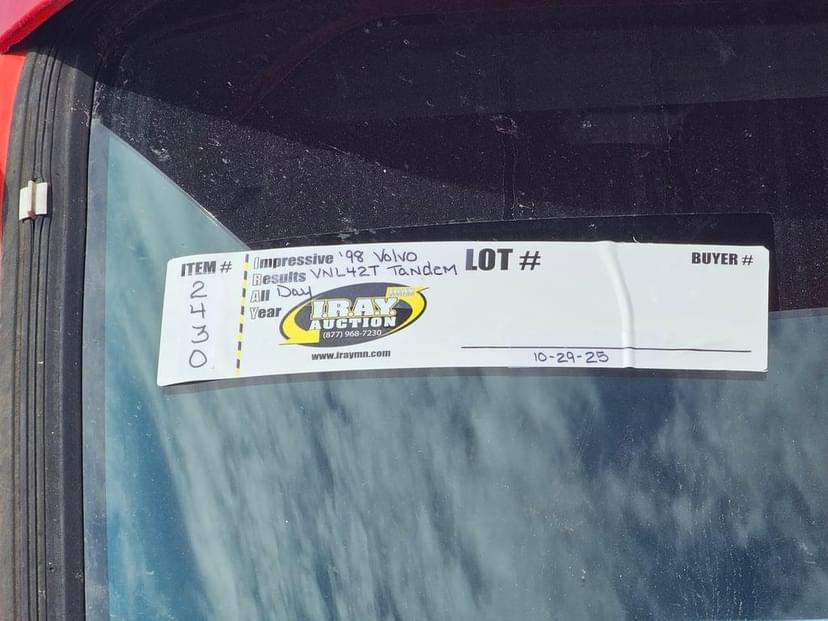 ITEM #
2
4
3
0
Impressive '98 Volvo
Results VNL42T Tandem
All Day
Year
I.R.A.Y.
AUCTION
(877) 968-7230
www.iraymn.com
LOT #
10-29-25
BUYER #